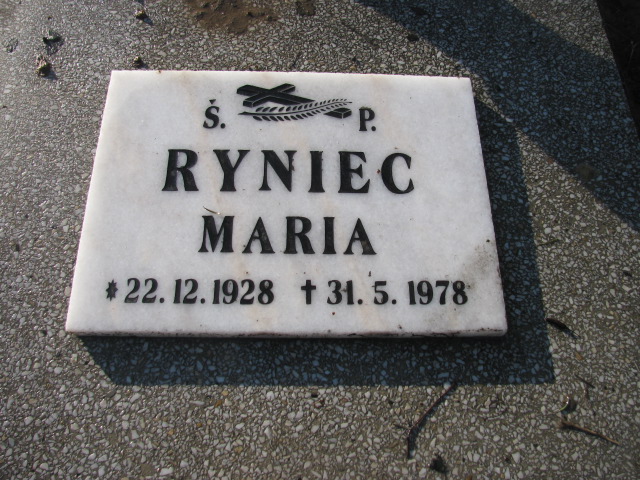 Š. P.
RYNIEC
MARIA
* 22. 12. 1928 † 31. 5. 1978